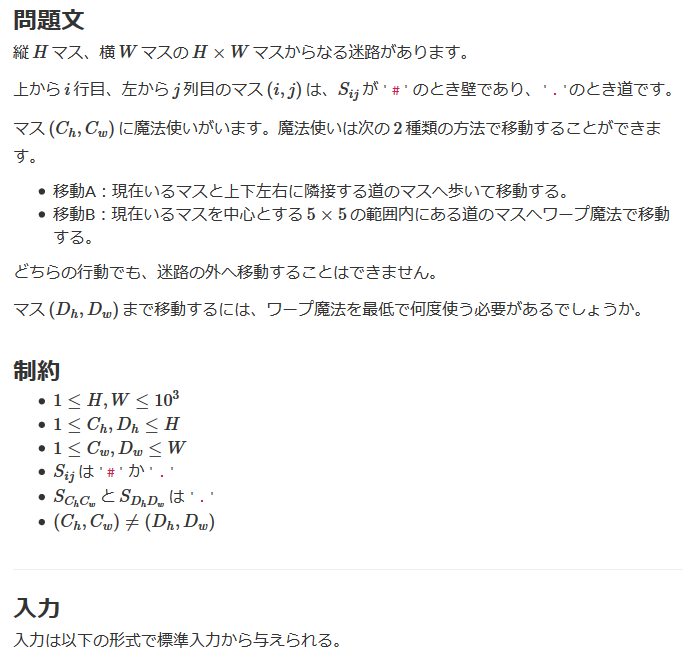 問題文
縦 H マス、横 W マスの H × W マスからなる迷路があります。
上から i 行目、左から j 列目のマス (i, j) は、S_{ij} が '#' のとき壁であり、'.' のとき道です。
マス (C_h, C_w) に魔法使いがいます。魔法使いは次の 2 種類の方法で移動することができま
す。
• 移動A：現在いるマスと上下左右に隣接する道のマスへ歩いて移動する。
• 移動B：現在いるマスを中心とする 5 × 5 の範囲内にある道のマスへワープ魔法で移動
する。
どちらの行動でも、迷路の外へ移動することはできません。
マス (D_h, D_w) まで移動するには、ワープ魔法を最低で何度使う必要があるでしょうか。
制約
• 1 ≤ H, W ≤ 10^3
• 1 ≤ C_h, D_h ≤ H
• 1 ≤ C_w, D_w ≤ W
• S_{ij} は '#' か '.'
• S_{C_h C_w} と S_{D_h D_w} は '.'
• (C_h, C_w) ≠ (D_h, D_w)
入力
入力は以下の形式で標準入力から与えられる。